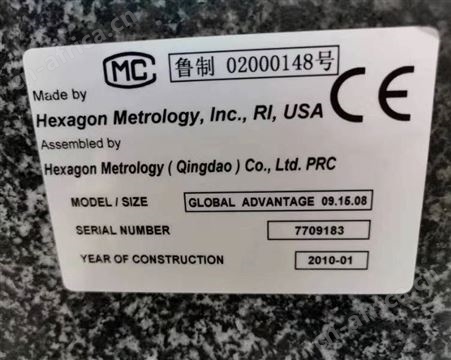 MC 鲁制 02000148号
Made by
CE
Hexagon Metrology, Inc., RI, USA
Assembled by
Hexagon Metrology ( Qingdao ) Co., Ltd. PRC
MODEL / SIZE GLOBAL ADVANTAGE 09.15.08
SERIAL NUMBER 7709183
YEAR OF CONSTRUCTION 2010-01